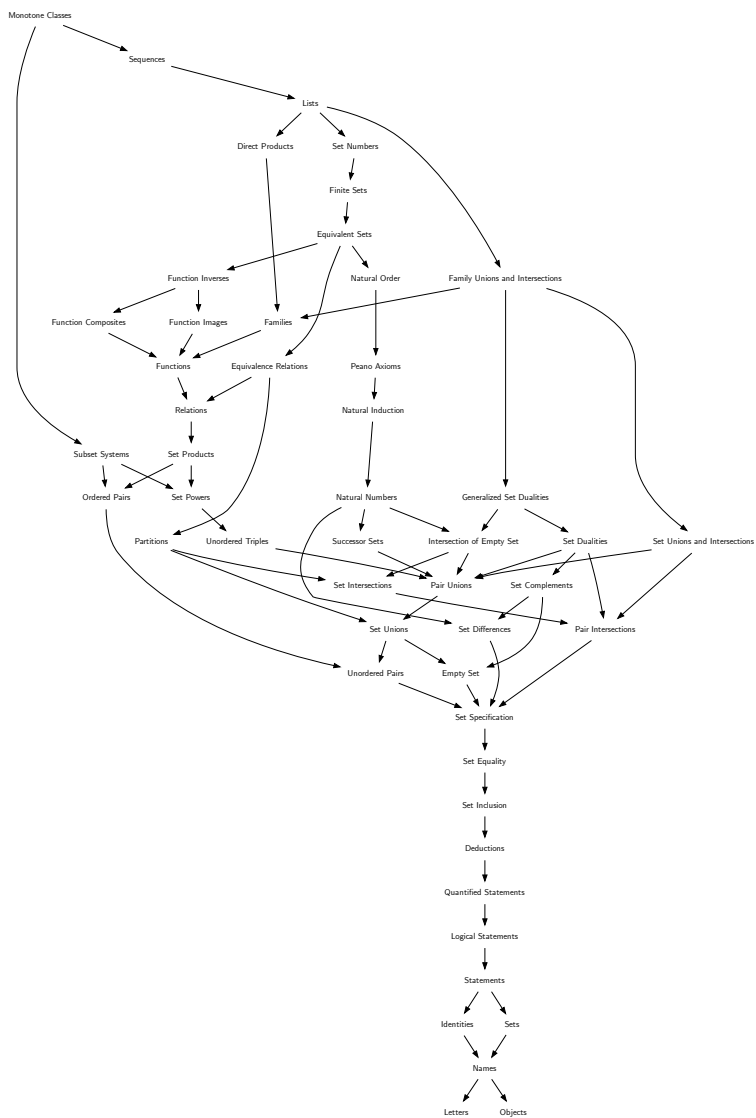 Monotone Classes
Sequences
Lists
Direct Products
Set Numbers
Finite Sets
Equivalent Sets
Function Inverses
Natural Order
Family Unions and Intersections
Function Composites
Function Images
Families
Functions
Equivalence Relations
Peano Axioms
Relations
Natural Induction
Subset Systems
Set Products
Ordered Pairs
Set Powers
Natural Numbers
Generalized Set Dualities
Partitions
Unordered Triples
Successor Sets
Intersection of Empty Set
Set Dualities
Set Unions and Intersections
Set Intersections
Pair Unions
Set Complements
Set Unions
Set Differences
Pair Intersections
Unordered Pairs
Empty Set
Set Specification
Set Equality
Set Inclusion
Deductions
Quantified Statements
Logical Statements
Statements
Identities
Sets
Names
Letters
Objects